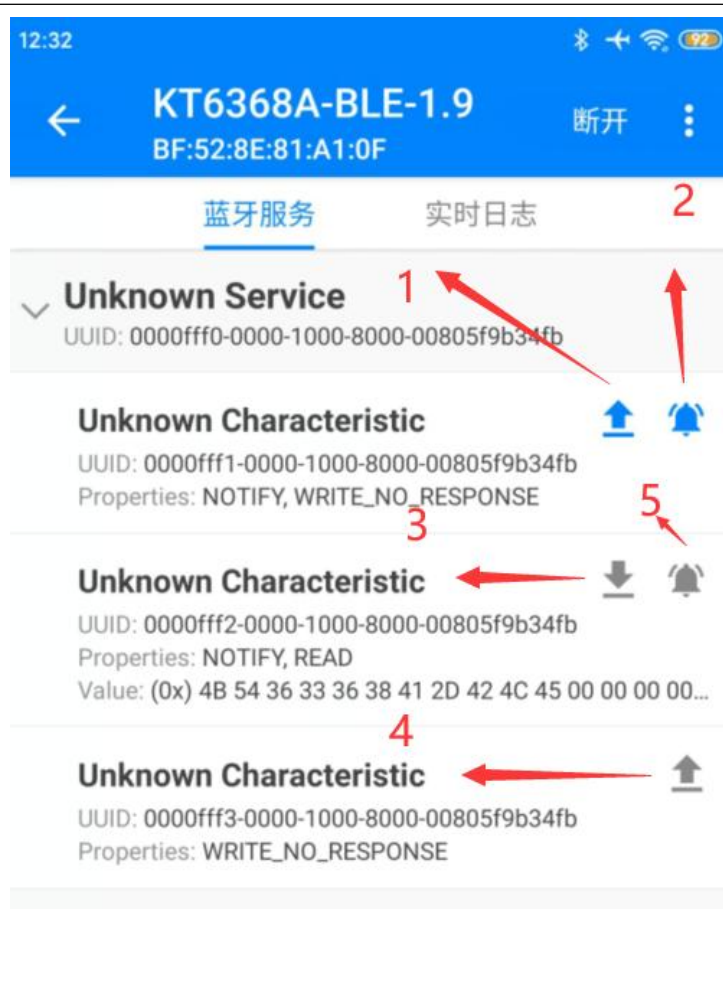 12:32
92
KT6368A-BLE-1.9
断开
BF:52:8E:81:A1:0F
蓝牙服务
实时日志
2
1
Unknown Service
UUID: 0000fff0-0000-1000-8000-00805f9b34fb
Unknown Characteristic
UUID: 0000fff1-0000-1000-8000-00805f9b34fb
Properties: NOTIFY, WRITE_NO_RESPONSE
5
3
Unknown Characteristic
UUID: 0000fff2-0000-1000-8000-00805f9b34fb
Properties: NOTIFY, READ
Value: (0x) 4B 54 36 33 36 38 41 2D 42 4C 45 00 00 00 00...
4
Unknown Characteristic
UUID: 0000fff3-0000-1000-8000-00805f9b34fb
Properties: WRITE_NO_RESPONSE